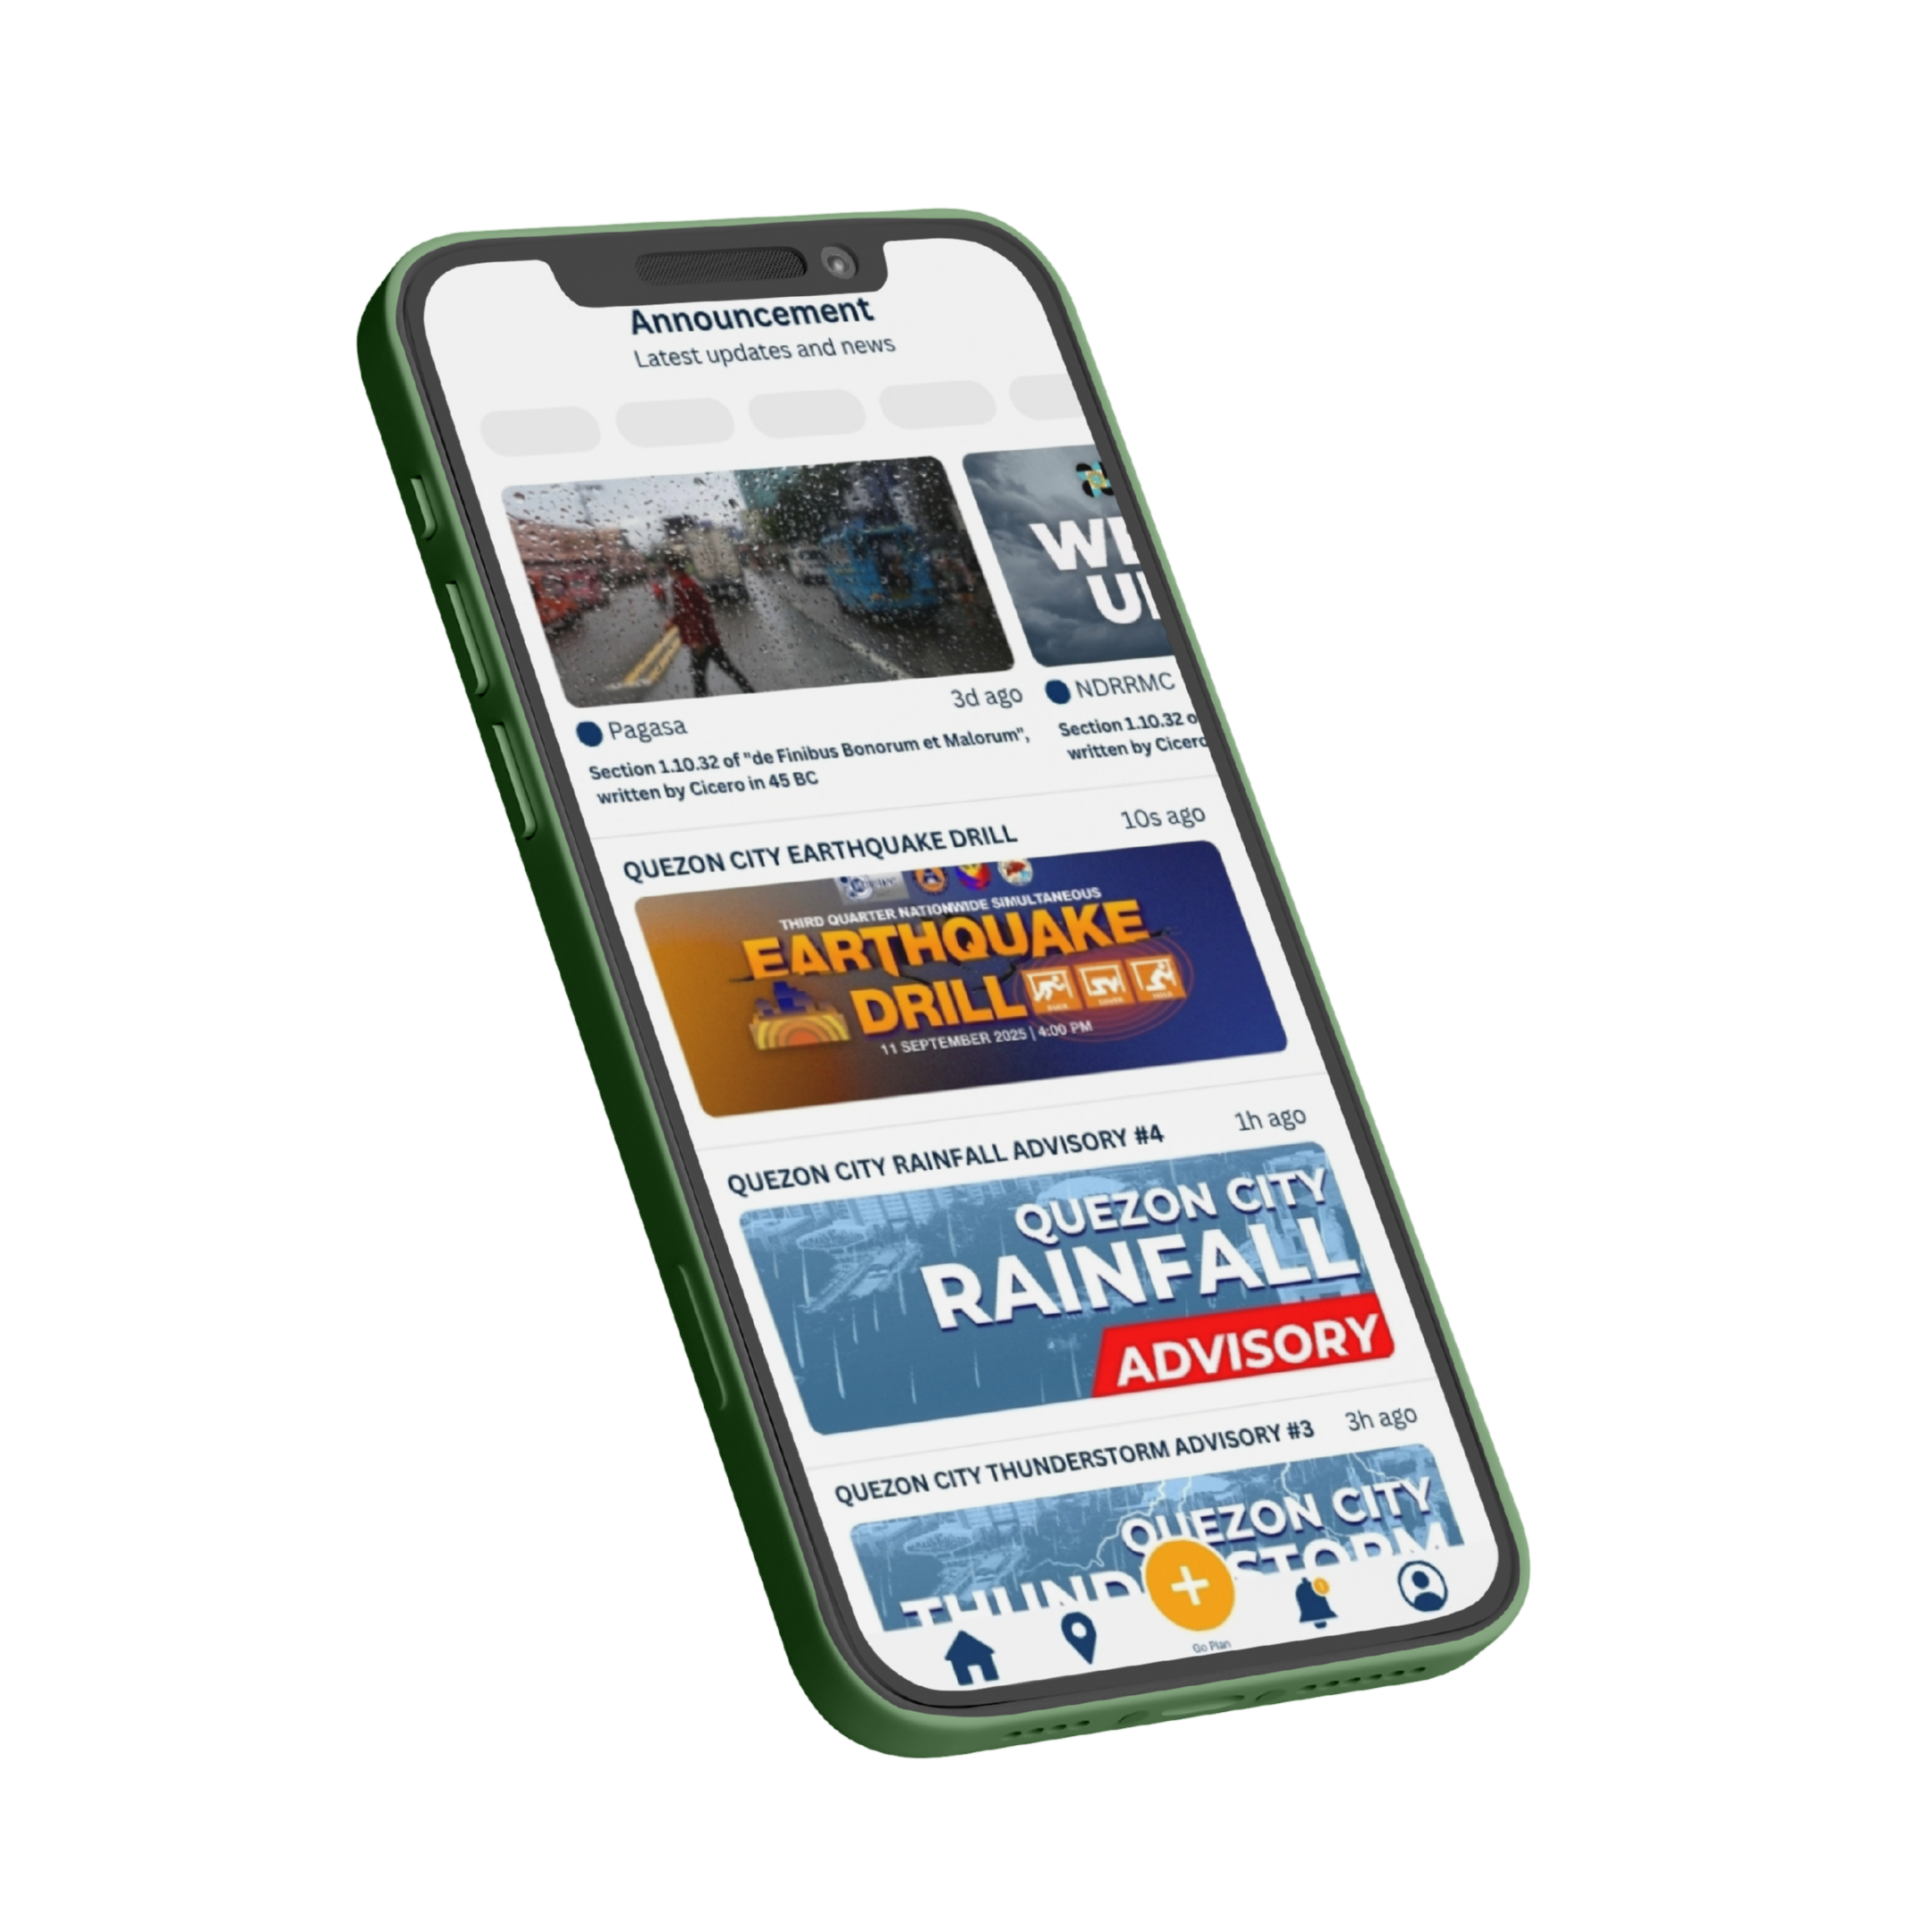 Announcement
Latest updates and news
WE
U
Pagasa
3d ago
Section 1.10.32 of "de Finibus Bonorum et Malorum",
written by Cicero in 45 BC
NDRRMC
Section 1.10.32 o
written by Cicero
QUEZON CITY EARTHQUAKE DRILL
10s ago
THIRD QUARTER NATIONWIDE SIMULTANEOUS
EARTHQUAKE
DRILL
DUCK COVER HOLD
11 SEPTEMBER 2025 | 4:00 PM
QUEZON CITY RAINFALL ADVISORY #4
1h ago
QUEZON CITY
RAINFALL
ADVISORY
QUEZON CITY THUNDERSTORM ADVISORY #3
3h ago
QUEZON CITY
THUND STORM
1
Go Plan